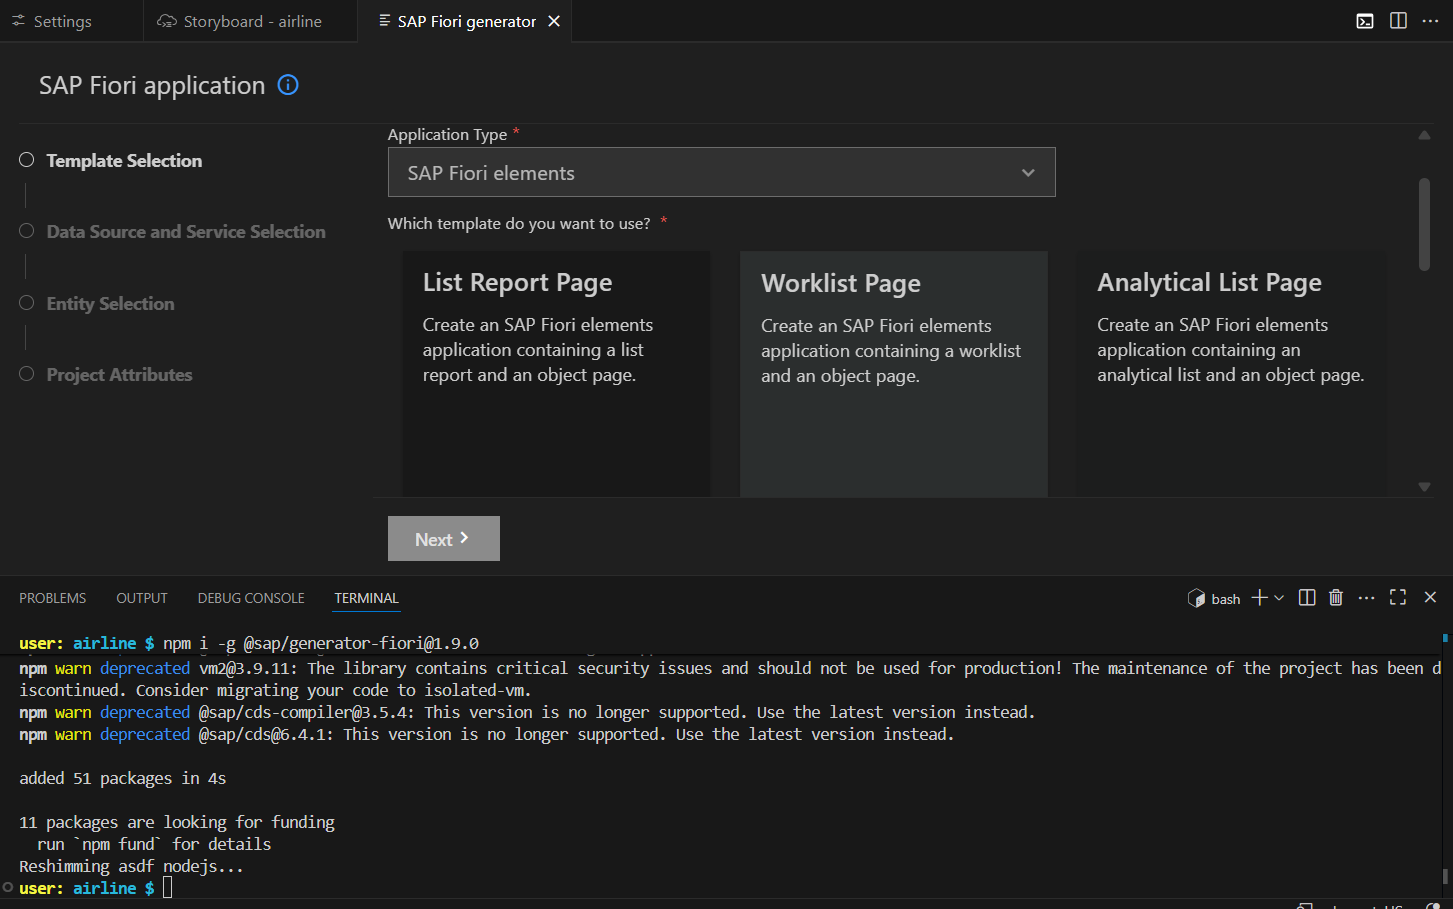 Settings
Storyboard - airline
SAP Fiori generator
SAP Fiori application
Template Selection
Data Source and Service Selection
Entity Selection
Project Attributes
Application Type *
SAP Fiori elements
Which template do you want to use? *
List Report Page
Create an SAP Fiori elements
application containing a list
report and an object page.
Worklist Page
Create an SAP Fiori elements
application containing a worklist
and an object page.
Analytical List Page
Create an SAP Fiori elements
application containing an
analytical list and an object page.
Next
PROBLEMS
OUTPUT
DEBUG CONSOLE
TERMINAL
bash
user: airline $ npm i -g @sap/generator-fiori@1.9.0
npm warn deprecated vm2@3.9.11: The library contains critical security issues and should not be used for production! The maintenance of the project has been d
iscontinued. Consider migrating your code to isolated-vm.
npm warn deprecated @sap/cds-compiler@3.5.4: This version is no longer supported. Use the latest version instead.
npm warn deprecated @sap/cds@6.4.1: This version is no longer supported. Use the latest version instead.
added 51 packages in 4s
11 packages are looking for funding
run `npm fund` for details
Reshimming asdf nodejs...
user: airline $